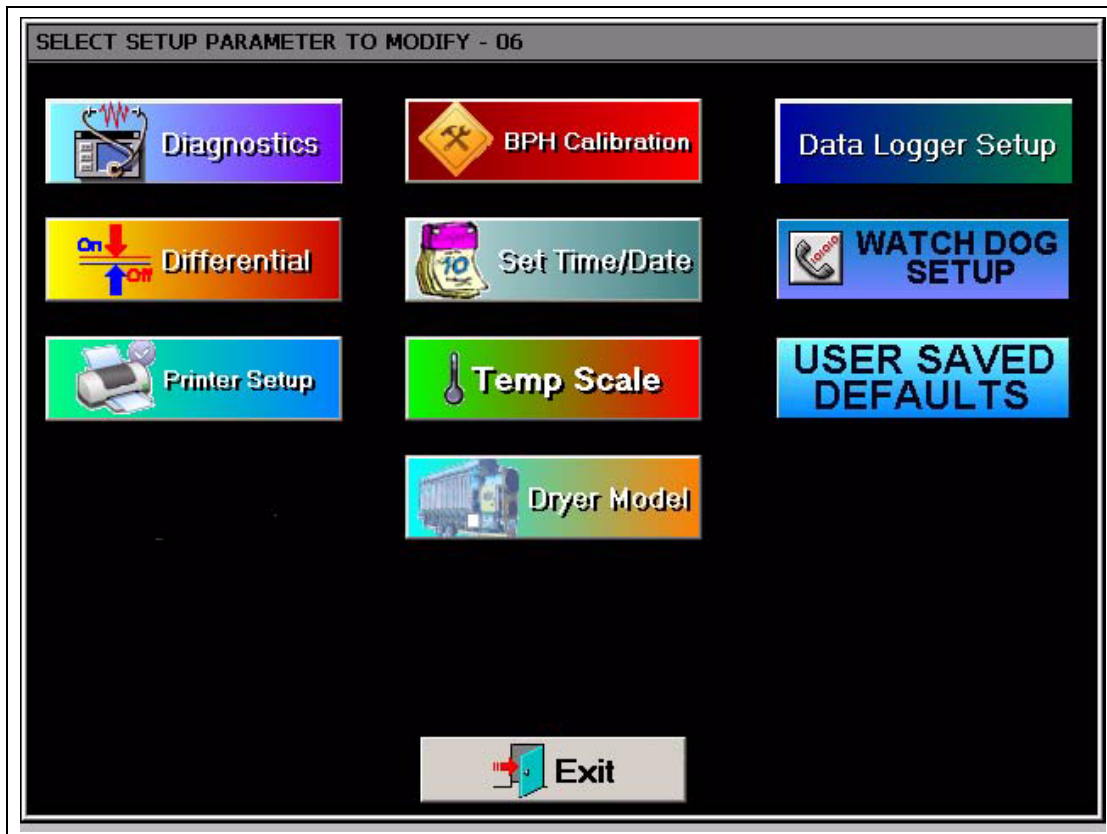 SELECT SETUP PARAMETER TO MODIFY - 06
Diagnostics
BPH Calibration
Data Logger Setup
On
Off
Differential
10
Set Time/Date
01010
WATCH DOG
SETUP
Printer Setup
Temp Scale
USER SAVED
DEFAULTS
Dryer Model
Exit